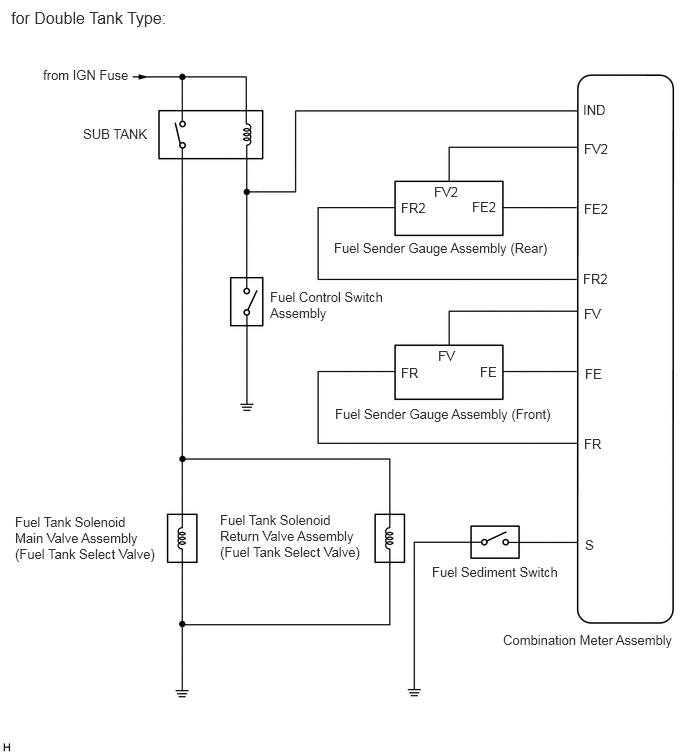 for Double Tank Type:
from IGN Fuse
SUB TANK
IND
FV2
FV2
FR2
FE2
FE2
Fuel Sender Gauge Assembly (Rear)
FR2
Fuel Control Switch
Assembly
FV
FV
FR
FE
FE
Fuel Sender Gauge Assembly (Front)
FR
Fuel Tank Solenoid
Main Valve Assembly
(Fuel Tank Select Valve)
Fuel Tank Solenoid
Return Valve Assembly
(Fuel Tank Select Valve)
S
Fuel Sediment Switch
Combination Meter Assembly
H